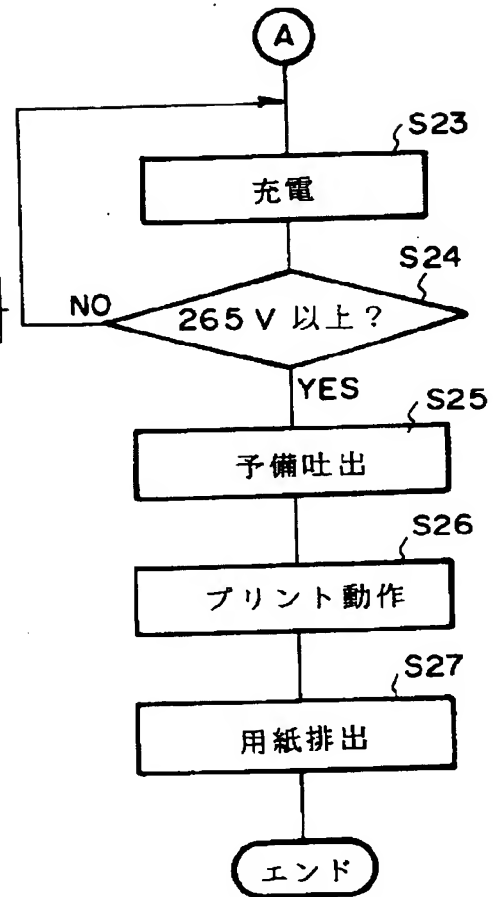 A
S23
充電
S24
NO
265V 以上?
YES
S25
予備吐出
S26
プリント動作
S27
用紙排出
エンド